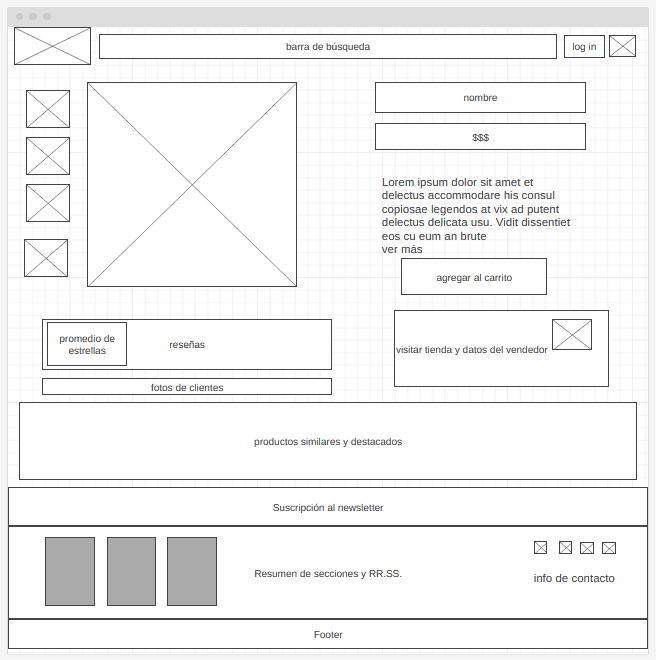 barra de búsqueda
log in
nombre
$$$
Lorem ipsum dolor sit amet et
delectus accommodare his consul
copiosae legendos at vix ad putent
delectus delicata usu. Vidit dissentiet
eos cu eum an brute
ver más
agregar al carrito
promedio de
estrellas
reseñas
visitar tienda y datos del vendedor
fotos de clientes
productos similares y destacados
Suscripción al newsletter
Resumen de secciones y RR.SS.
info de contacto
Footer